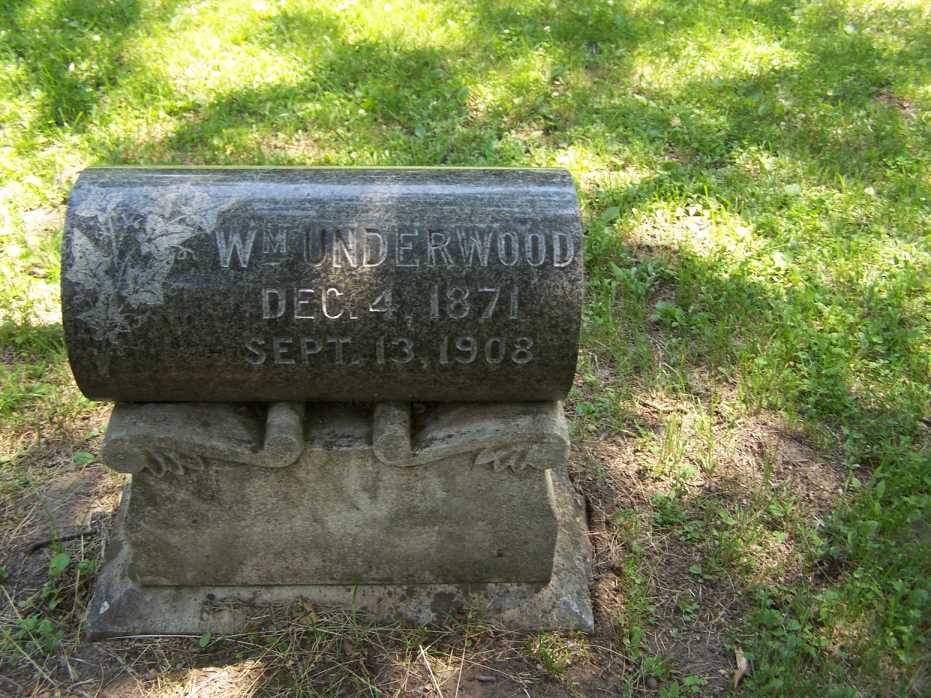 Wᴹ UNDERWOOD
DEC. 4, 1871
SEPT. 13, 1908